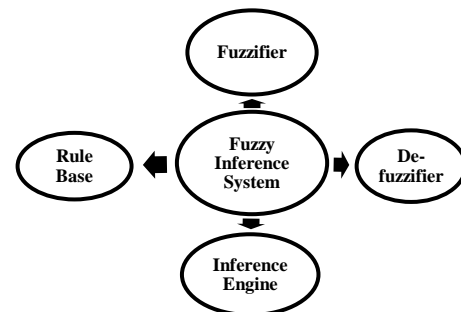 Fuzzifier
Rule
Base
Fuzzy
Inference
System
De-
fuzzifier
Inference
Engine